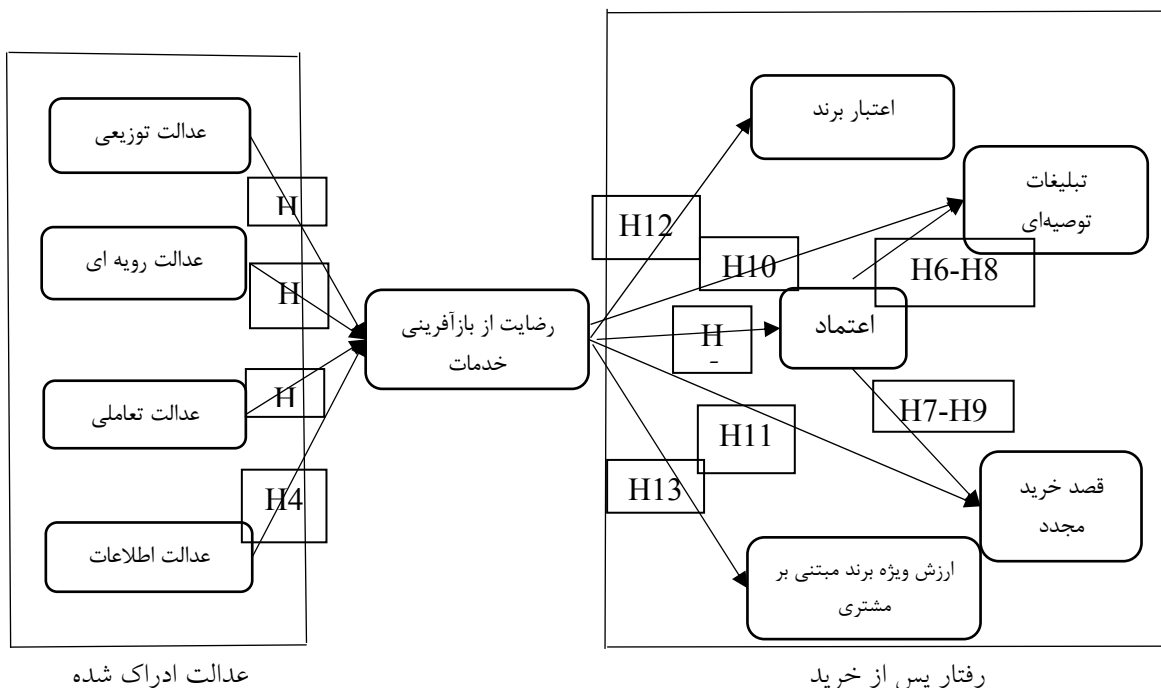 اعتبار برند
عدالت توزیعی
تبلیغات
توصیه‌ای
H
H12
عدالت رویه ای
H10
H6-H8
H
رضایت از بازآفرینی
خدمات
اعتماد
H
عدالت تعاملی
H
H7-H9
H11
H4
H13
قصد خرید
مجدد
عدالت اطلاعات
ارزش ویژه برند مبتنی بر
مشتری
عدالت ادراک شده
رفتار پس از خرید